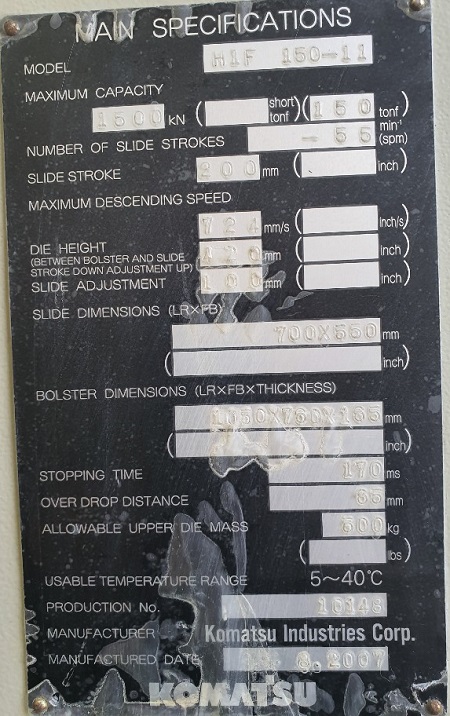 MAIN SPECIFICATIONS
MODEL H1F 150-11
MAXIMUM CAPACITY
1500 kN ( short tonf ) ( 150 tonf )
NUMBER OF SLIDE STROKES - 55 min⁻¹ (spm)
SLIDE STROKE 200 mm ( inch )
MAXIMUM DESCENDING SPEED
724 mm/s ( inch/s )
DIE HEIGHT mm ( inch )
(BETWEEN BOLSTER AND SLIDE
STROKE DOWN ADJUSTMENT UP)
SLIDE ADJUSTMENT 100 mm ( inch )
SLIDE DIMENSIONS (LR×FB)
700X550 mm
( inch )
BOLSTER DIMENSIONS (LR×FB×THICKNESS)
mm
( inch )
STOPPING TIME 170 ms
OVER DROP DISTANCE mm
ALLOWABLE UPPER DIE MASS kg
( lbs )
USABLE TEMPERATURE RANGE 5～40℃
PRODUCTION No.
MANUFACTURER Komatsu Industries Corp.
MANUFACTURED DATE 2007
KOMATSU